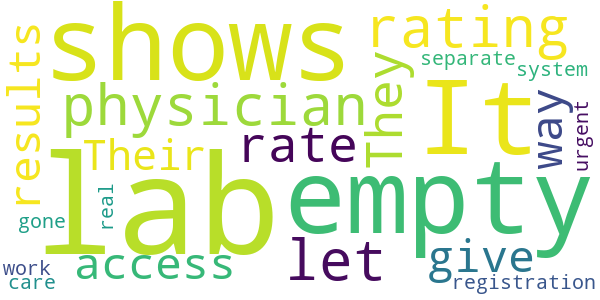 shows
rating
results
separate
system
physician
They
It
way
urgent
Their
rate
lab
empty
real
gone
let
give
access
work
care
registration